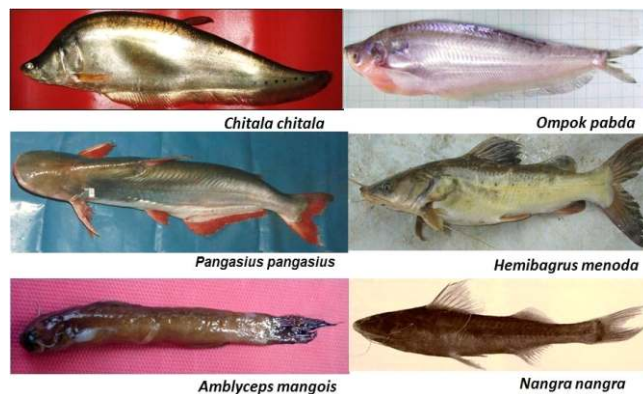 Chitala chitala
Ompok pabda
Pangasius pangasius
Hemibagrus menoda
Amblyceps mangois
Nangra nangra